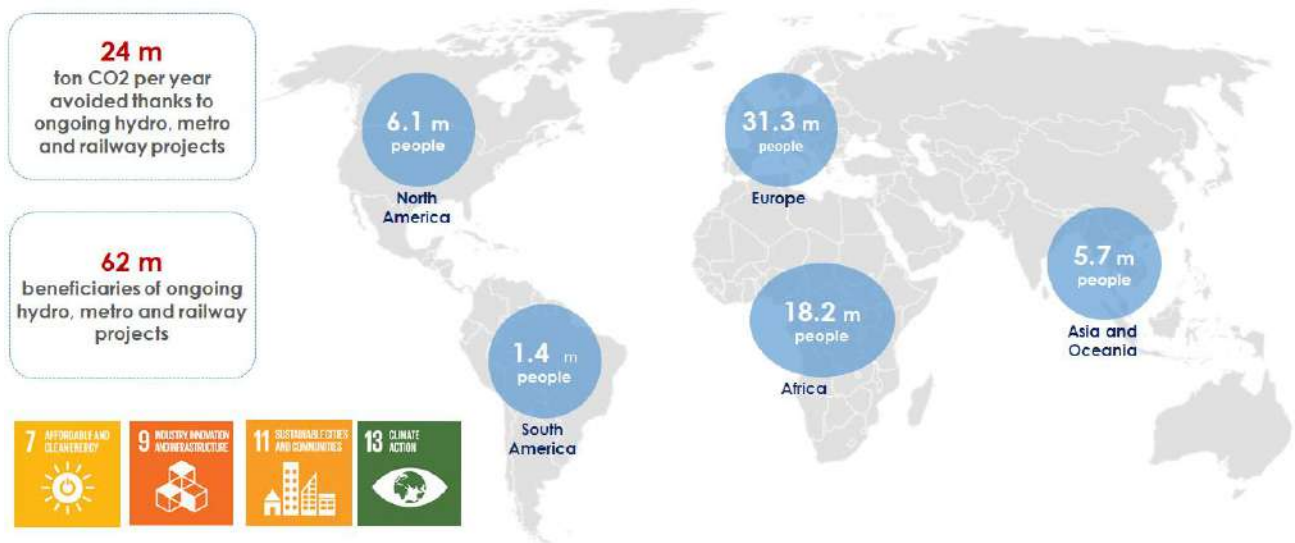 24 m
ton CO2 per year
avoided thanks to
ongoing hydro, metro
and railway projects
62 m
beneficiaries of ongoing
hydro, metro and railway
projects
6.1 m
people
North
America
31.3 m
people
Europe
5.7 m
people
Asia and
Oceania
18.2 m
people
Africa
1.4 m
people
South
America
7 AFFORDABLE AND
CLEAN ENERGY
9 INDUSTRY, INNOVATION
AND INFRASTRUCTURE
11 SUSTAINABLE CITIES
AND COMMUNITIES
13 CLIMATE
ACTION